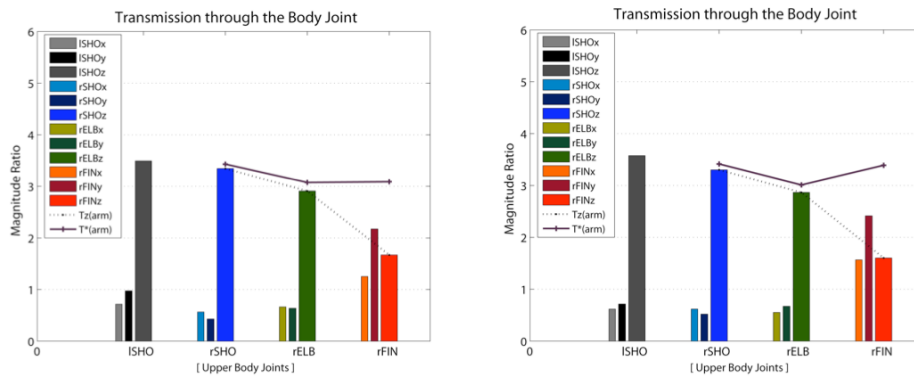 Transmission through the Body Joint
6
5
4
3
2
1
0
Magnitude Ratio
lSHOx
lSHOy
lSHOz
rSHOx
rSHOy
rSHOz
rELBx
rELBy
rELBz
rFINx
rFINy
rFINz
Tz(arm)
T*(arm)
0
lSHO
rSHO
rELB
rFIN
[ Upper Body Joints ]
Transmission through the Body Joint
6
5
4
3
2
1
0
Magnitude Ratio
lSHOx
lSHOy
lSHOz
rSHOx
rSHOy
rSHOz
rELBx
rELBy
rELBz
rFINx
rFINy
rFINz
Tz(arm)
T*(arm)
0
lSHO
rSHO
rELB
rFIN
[ Upper Body Joints ]